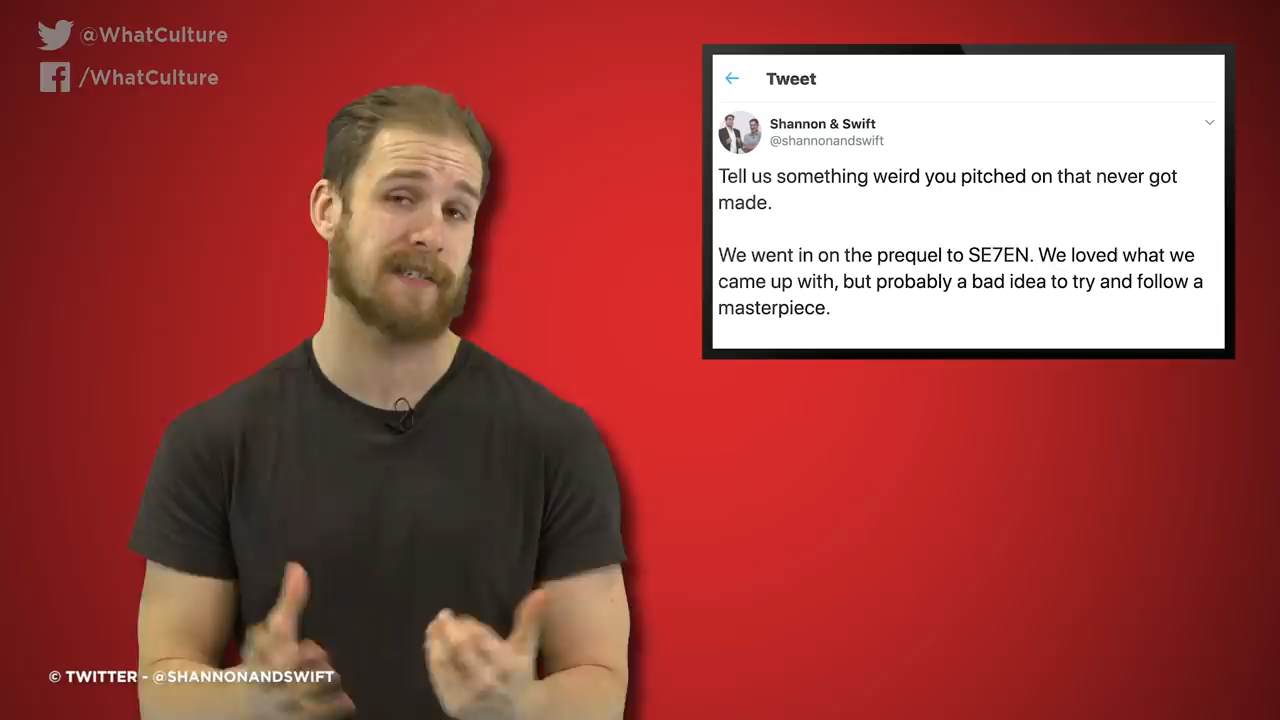 @WhatCulture
/WhatCulture
Tweet
Shannon & Swift
@shannonandswift
Tell us something weird you pitched on that never got
made.
We went in on the prequel to SE7EN. We loved what we
came up with, but probably a bad idea to try and follow a
masterpiece.
© TWITTER - @SHANNONANDSWIFT